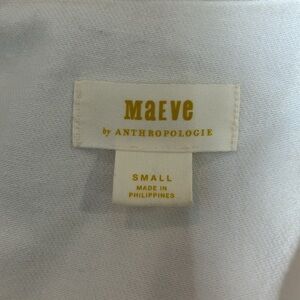 Maeve
by ANTHROPOLOGIE
SMALL
MADE IN
PHILIPPINES